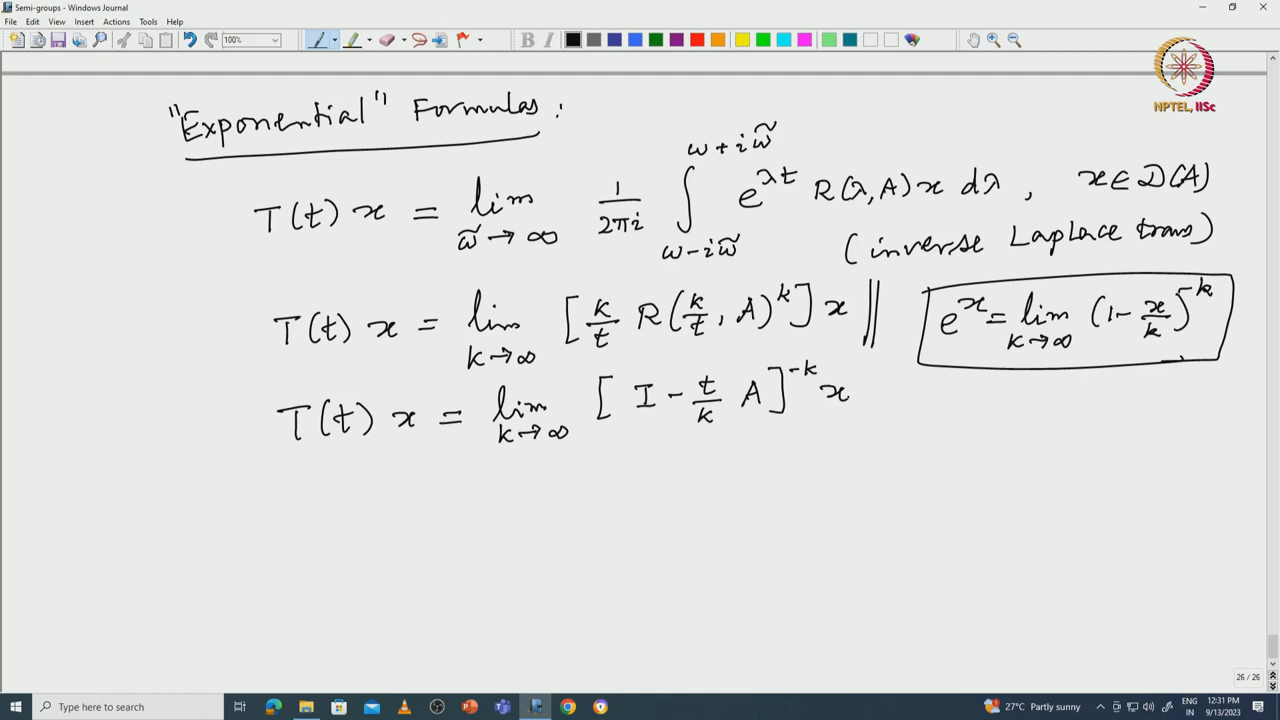 Semi-groups - Windows Journal
File Edit View Insert Actions Tools Help
100%
B I
NPTEL, IISc
"Exponential" Formulas :
T(t) x = lim_{ω̃→∞} 1/2πi ∫_{ω-iω̃}^{ω+iω̃} e^{λt} R(λ, A) x dλ , x ∈ D(A)
(inverse Laplace trans)
T(t) x = lim_{k→∞} [k/t R(k/t, A)^k] x || e^x = lim_{k→∞} (1 - x/k)^{-k}
T(t) x = lim_{k→∞} [I - t/k A]^{-k} x
26 / 26
Type here to search
27°C Partly sunny
ENG
IN
12:31 PM
9/13/2023